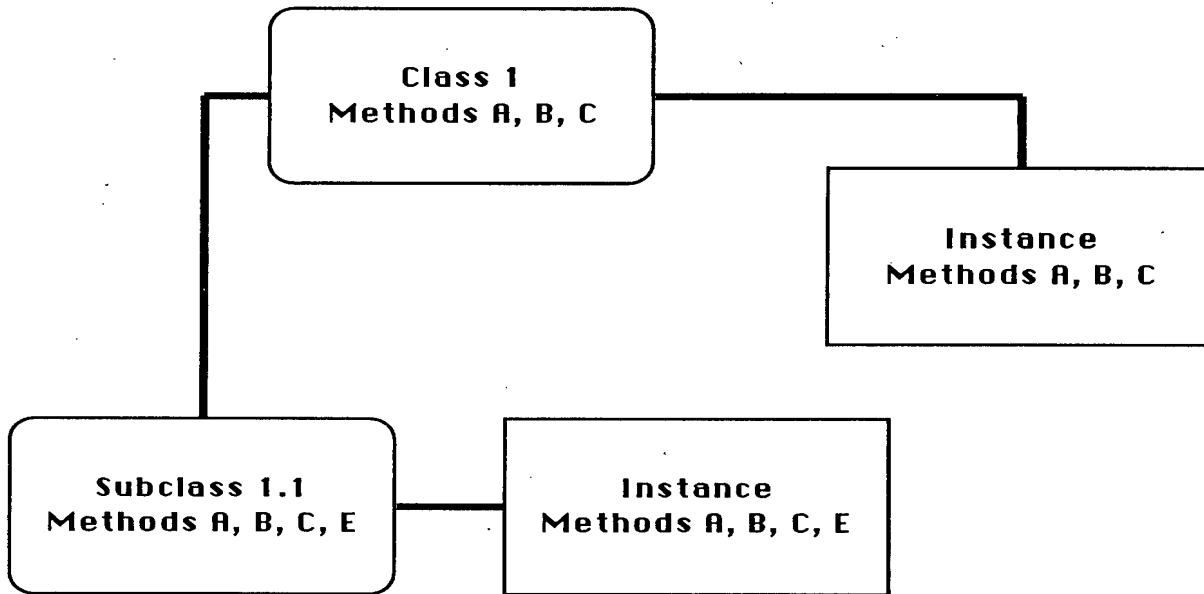 Class 1
Methods A, B, C
Instance
Methods A, B, C
Subclass 1.1
Methods A, B, C, E
Instance
Methods A, B, C, E